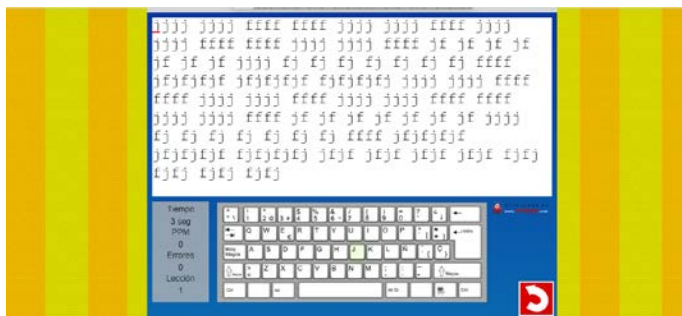 jjjj jjjj ffff ffff jjjj jjjj ffff jjjj
jjjj ffff ffff jjjj jjjj ffff jf jf jf jf
jf jf jf jjjj fj fj fj fj fj fj fj ffff
jfjfjfjf jfjfjfjf fjfjfjfj jjjj jjjj ffff
ffff jjjj jjjj ffff jjjj jjjj ffff ffff
jjjj jjjj ffff jf jf jf jf jf jf jf jjjj
fj fj fj fj fj fj fj ffff jfjfjfjf
jfjfjfjf fjfjfjfj jfjf jfjf jfjf jfjf fjfj
fjfj fjfj fjfj
Tiempo
3 seg
PPM
0
Errores
0
Lección
1
Q W E R T Y U I O P
A S D F G H J K L Ñ
Z X C V B N M